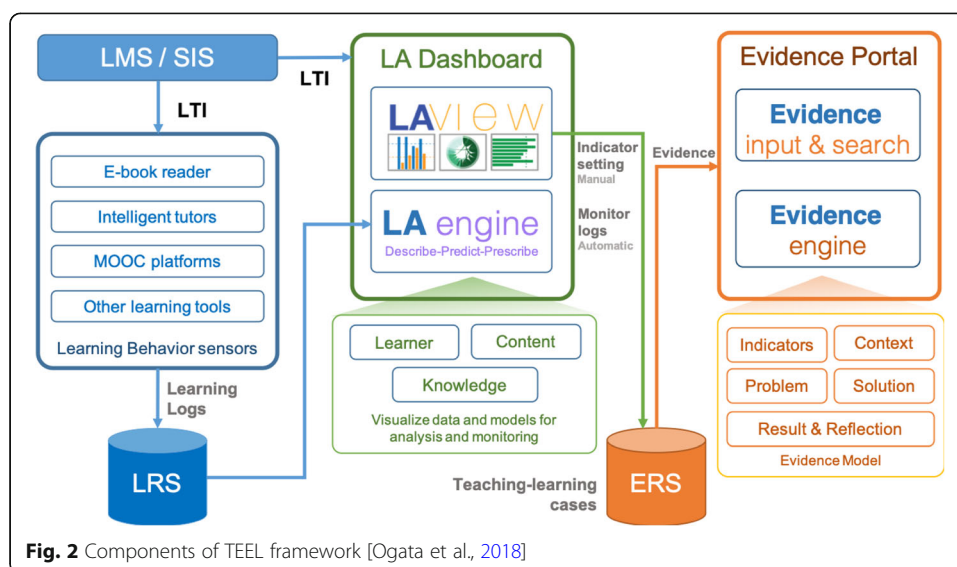 LMS / SIS
LTI
LTI
E-book reader
Intelligent tutors
MOOC platforms
Other learning tools
Learning Behavior sensors
Learning
Logs
LRS
LA Dashboard
LAview
LA engine
Describe-Predict-Prescribe
Learner
Content
Knowledge
Visualize data and models for
analysis and monitoring
Indicator
setting
Manual
Monitor
logs
Automatic
Evidence
Teaching-learning
cases
ERS
Evidence Portal
Evidence
input & search
Evidence
engine
Indicators
Context
Problem
Solution
Result & Reflection
Evidence Model
Fig. 2 Components of TEEL framework [Ogata et al., 2018]